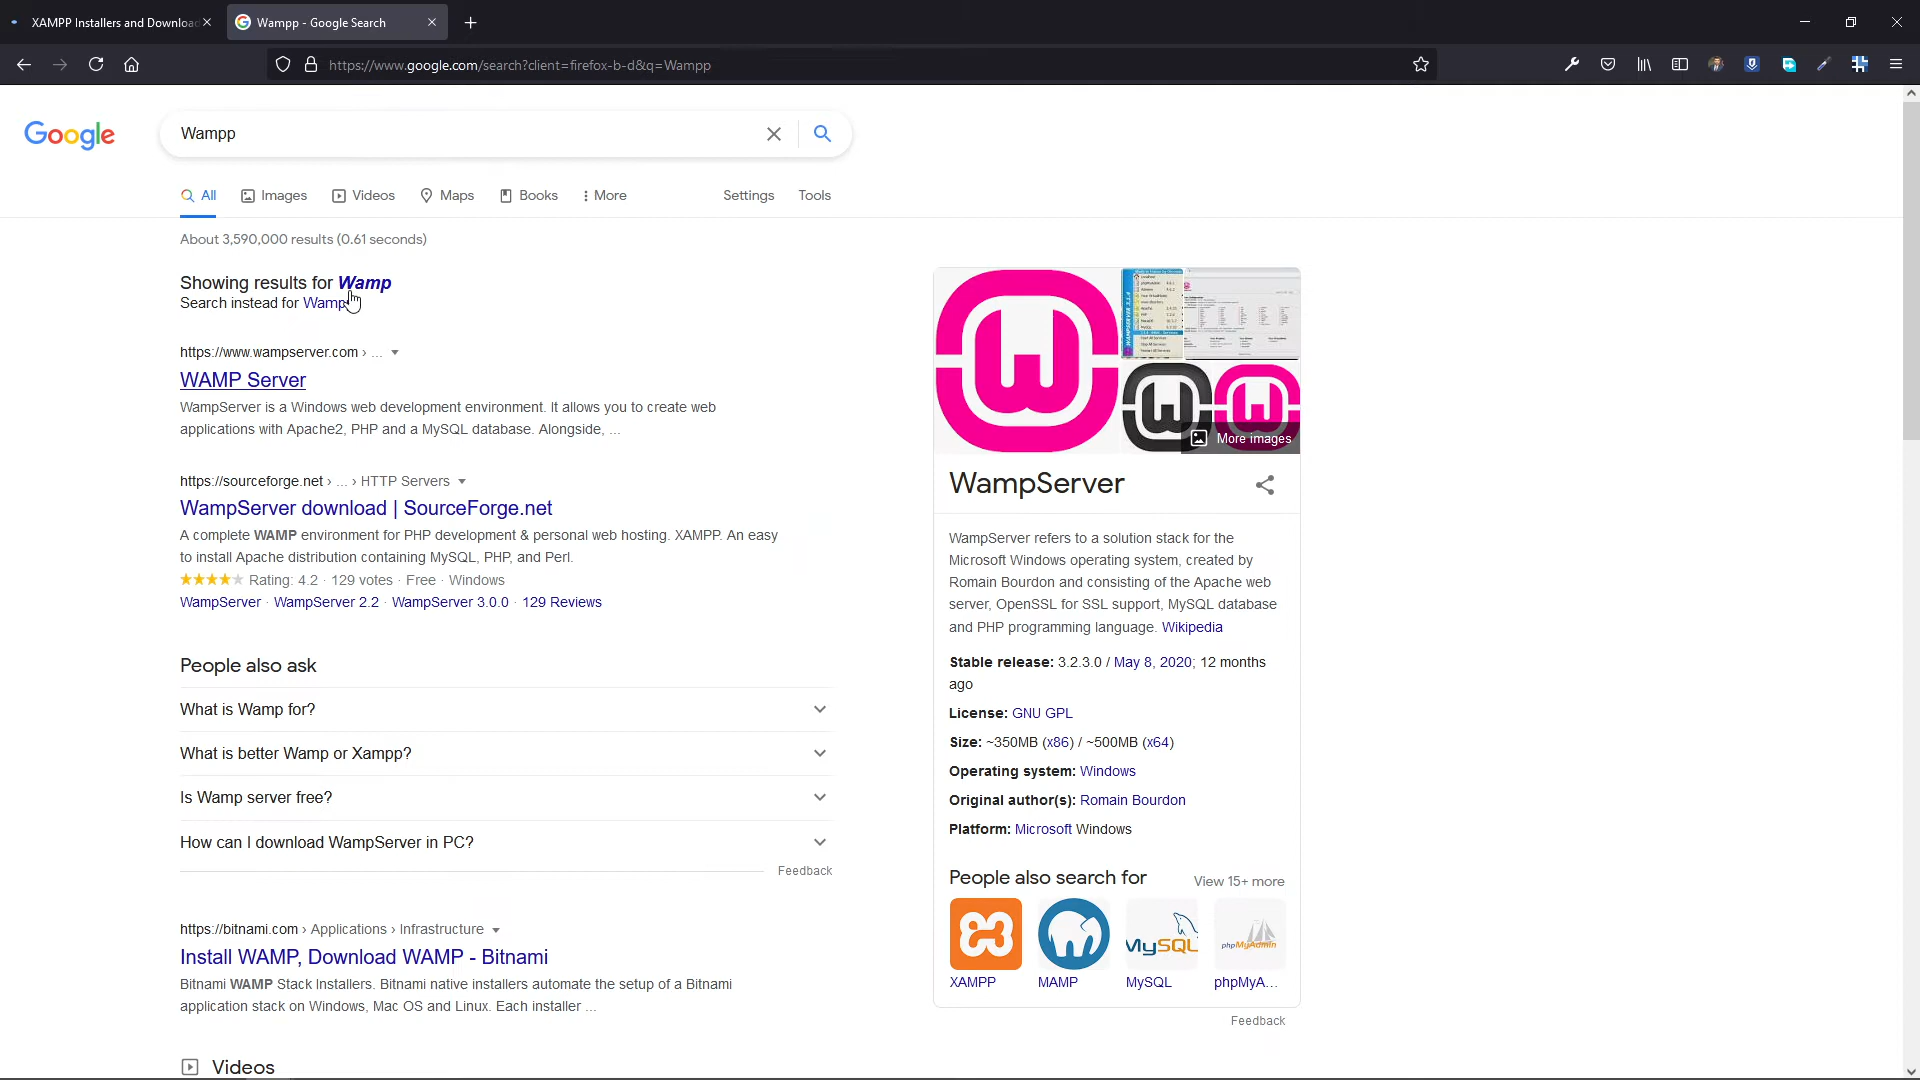 XAMPP Installers and Download
Wampp - Google Search
https://www.google.com/search?client=firefox-b-d&q=Wampp
Google
Wampp
All
Images
Videos
Maps
Books
More
Settings
Tools
About 3,590,000 results (0.61 seconds)
Showing results for Wamp
Search instead for Wamp
https://www.wampserver.com › ...
WAMP Server
WampServer is a Windows web development environment. It allows you to create web
applications with Apache2, PHP and a MySQL database. Alongside, ...
https://sourceforge.net › ... › HTTP Servers
WampServer download | SourceForge.net
A complete WAMP environment for PHP development & personal web hosting. XAMPP. An easy
to install Apache distribution containing MySQL, PHP, and Perl.
Rating: 4.2 · 129 votes · Free · Windows
WampServer · WampServer 2.2 · WampServer 3.0.0 · 129 Reviews
People also ask
What is Wamp for?
What is better Wamp or Xampp?
Is Wamp server free?
How can I download WampServer in PC?
Feedback
https://bitnami.com › Applications › Infrastructure
Install WAMP, Download WAMP - Bitnami
Bitnami WAMP Stack Installers. Bitnami native installers automate the setup of a Bitnami
application stack on Windows, Mac OS and Linux. Each installer ...
Videos
More images
WampServer
WampServer refers to a solution stack for the
Microsoft Windows operating system, created by
Romain Bourdon and consisting of the Apache web
server, OpenSSL for SSL support, MySQL database
and PHP programming language. Wikipedia
Stable release: 3.2.3.0 / May 8, 2020; 12 months
ago
License: GNU GPL
Size: ~350MB (x86) / ~500MB (x64)
Operating system: Windows
Original author(s): Romain Bourdon
Platform: Microsoft Windows
People also search for
View 15+ more
MySQL
phpMyAdmin
XAMPP
MAMP
MySQL
phpMyA...
Feedback